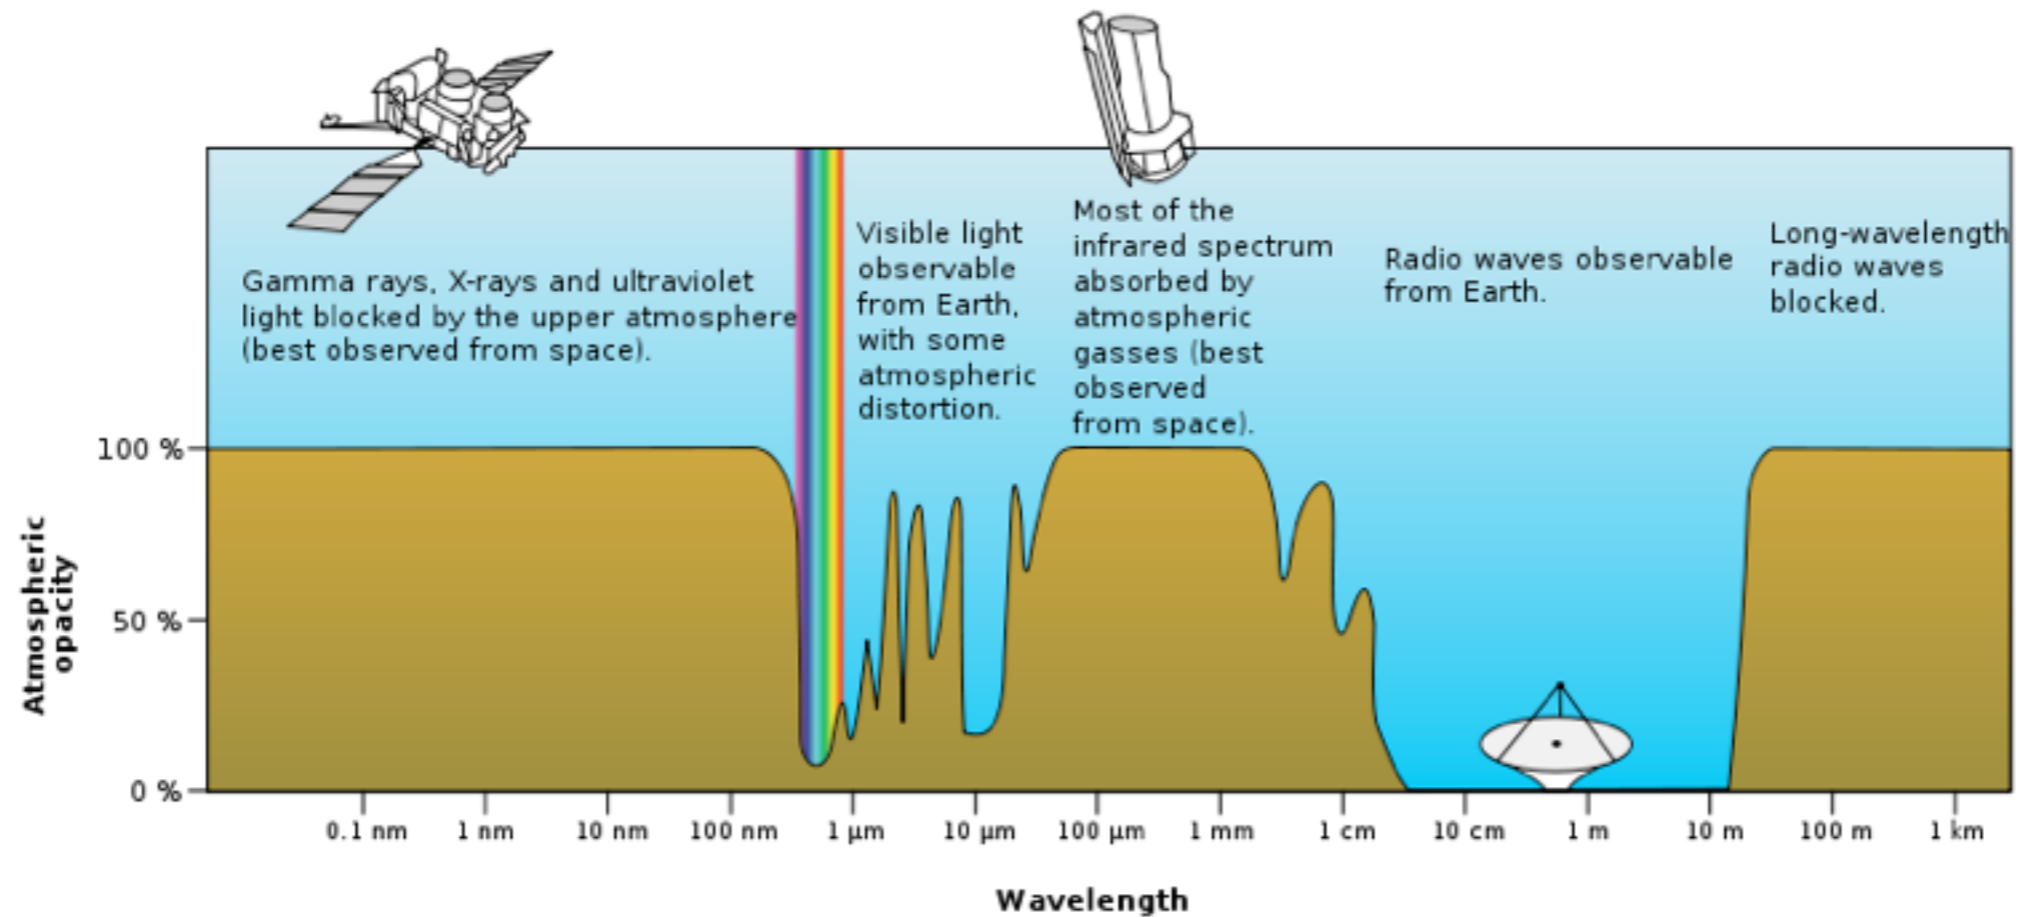 Gamma rays, X-rays and ultraviolet
light blocked by the upper atmosphere
(best observed from space).
Visible light
observable
from Earth,
with some
atmospheric
distortion.
Most of the
infrared spectrum
absorbed by
atmospheric
gasses (best
observed
from space).
Radio waves observable
from Earth.
Long-wavelength
radio waves
blocked.
Atmospheric
opacity
100 %
50 %
0 %
0.1 nm
1 nm
10 nm
100 nm
1 μm
10 μm
100 μm
1 mm
1 cm
10 cm
1 m
10 m
100 m
1 km
Wavelength